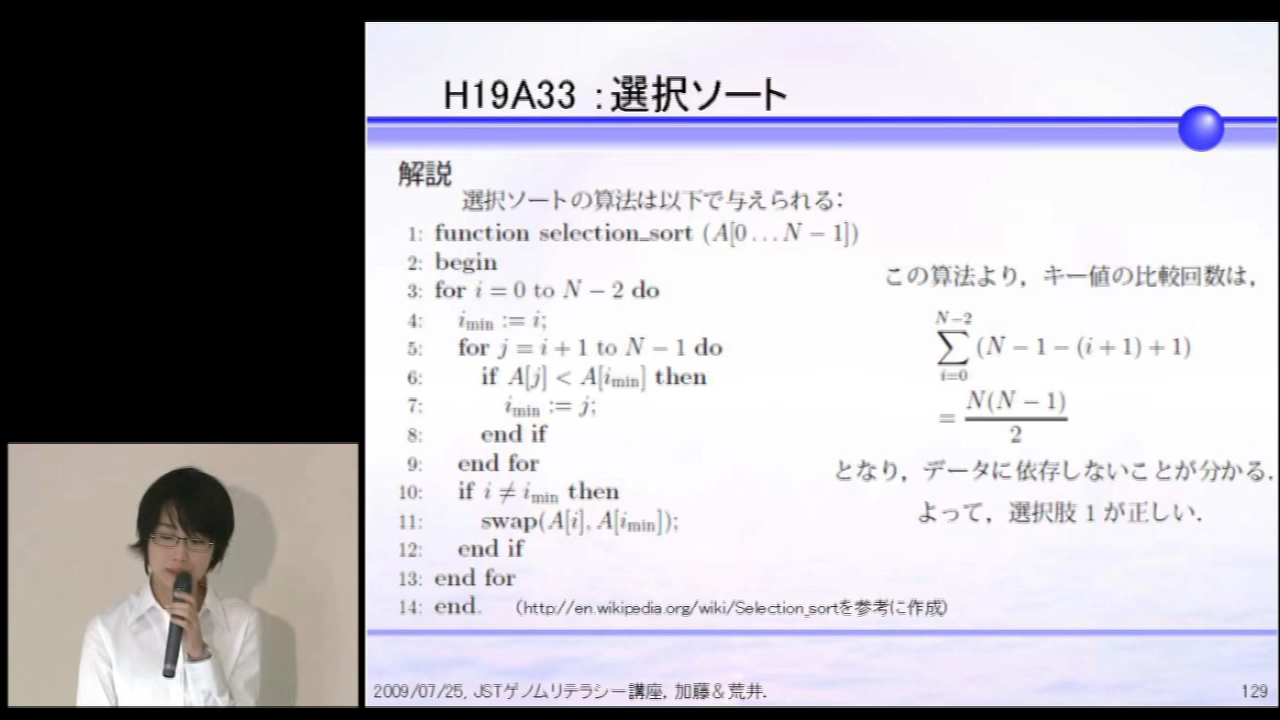 H19A33 :選択ソート
解説
選択ソートの算法は以下で与えられる:
1: function selection_sort (A[0…N − 1])
2: begin
3: for i = 0 to N − 2 do
4: i_min := i;
5: for j = i + 1 to N − 1 do
6: if A[j] < A[i_min] then
7: i_min := j;
8: end if
9: end for
10: if i ≠ i_min then
11: swap(A[i], A[i_min]);
12: end if
13: end for
14: end. (http://en.wikipedia.org/wiki/Selection_sortを参考に作成)
この算法より,キー値の比較回数は,
N−2
∑ (N − 1 − (i + 1) + 1)
i=0
= N(N − 1)
2
となり,データに依存しないことが分かる.
よって,選択肢 1 が正しい.
2009/07/25, JSTゲノムリテラシー講座, 加藤&荒井.
129